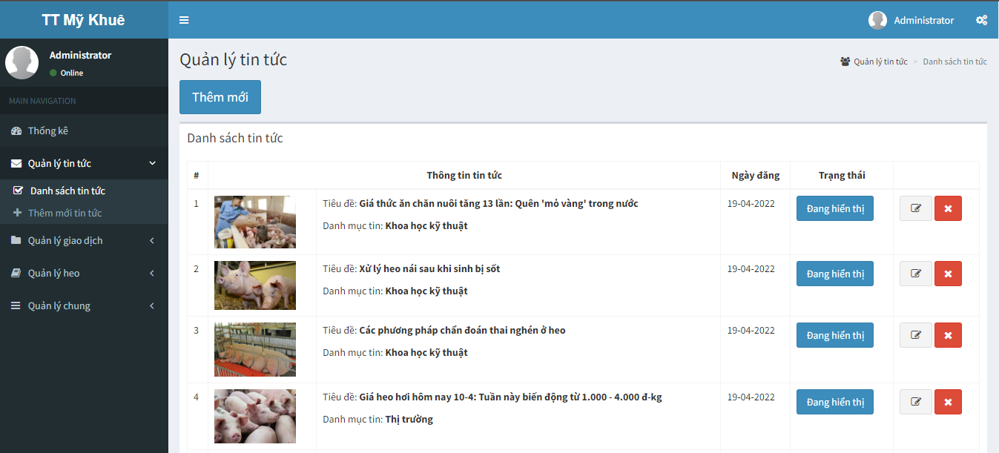 TT Mỹ Khuê
Administrator
Administrator
Online
MAIN NAVIGATION
Thống kê
Quản lý tin tức
Danh sách tin tức
Thêm mới tin tức
Quản lý giao dịch
Quản lý heo
Quản lý chung
Quản lý tin tức
Quản lý tin tức > Danh sách tin tức
Thêm mới
Danh sách tin tức
# Thông tin tin tức Ngày đăng Trạng thái
1 Tiêu đề: Giá thức ăn chăn nuôi tăng 13 lần: Quên 'mỏ vàng' trong nước 19-04-2022 Đang hiển thị
Danh mục tin: Khoa học kỹ thuật
2 Tiêu đề: Xử lý heo nái sau khi sinh bị sốt 19-04-2022 Đang hiển thị
Danh mục tin: Khoa học kỹ thuật
3 Tiêu đề: Các phương pháp chẩn đoán thai nghén ở heo 19-04-2022 Đang hiển thị
Danh mục tin: Khoa học kỹ thuật
4 Tiêu đề: Giá heo hơi hôm nay 10-4: Tuần này biến động từ 1.000 - 4.000 đ-kg 19-04-2022 Đang hiển thị
Danh mục tin: Thị trường